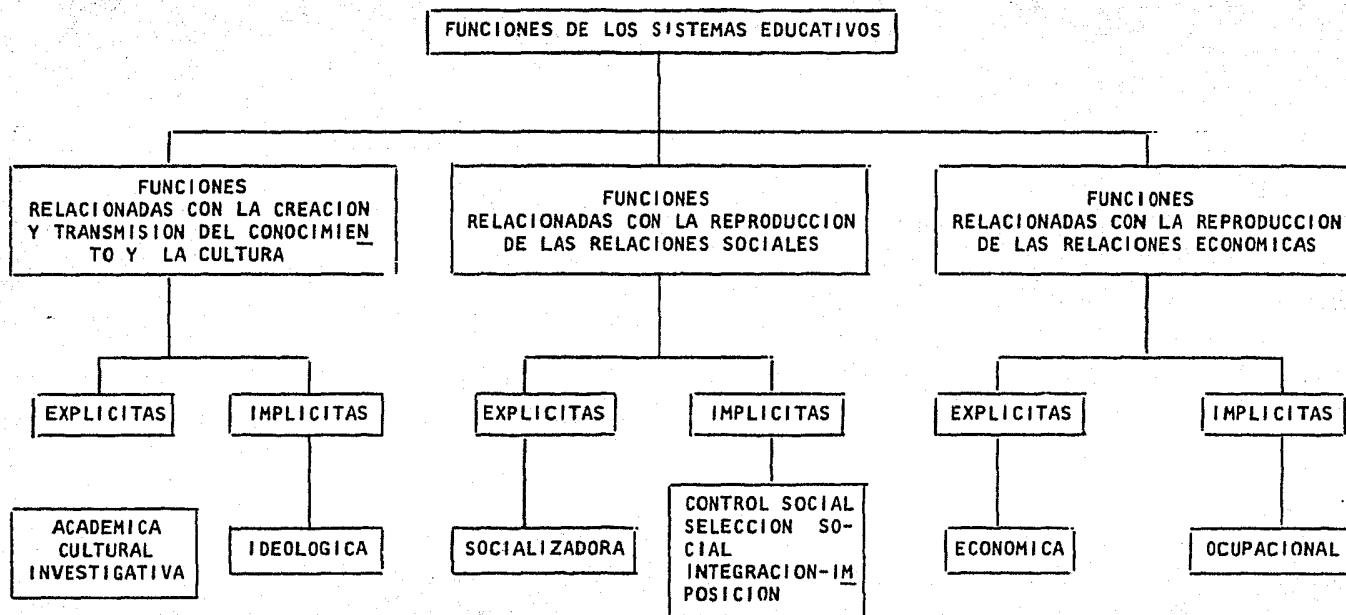 FUNCIONES DE LOS SISTEMAS EDUCATIVOS
FUNCIONES
RELACIONADAS CON LA CREACION
Y TRANSMISION DEL CONOCIMIEN
TO Y LA CULTURA
FUNCIONES
RELACIONADAS CON LA REPRODUCCION
DE LAS RELACIONES SOCIALES
FUNCIONES
RELACIONADAS CON LA REPRODUCCION
DE LAS RELACIONES ECONOMICAS
EXPLICITAS
IMPLICITAS
EXPLICITAS
IMPLICITAS
EXPLICITAS
IMPLICITAS
ACADEMICA
CULTURAL
INVESTIGATIVA
IDEOLOGICA
SOCIALIZADORA
CONTROL SOCIAL
SELECCION SO-
CIAL
INTEGRACION-IM
POSICION
ECONOMICA
OCUPACIONAL